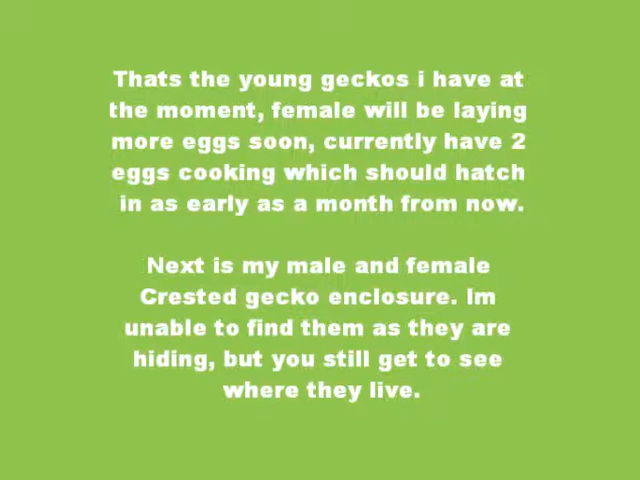 Thats the young geckos i have at
the moment, female will be laying
more eggs soon, currently have 2
eggs cooking which should hatch
in as early as a month from now.
Next is my male and female
Crested gecko enclosure. Im
unable to find them as they are
hiding, but you still get to see
where they live.